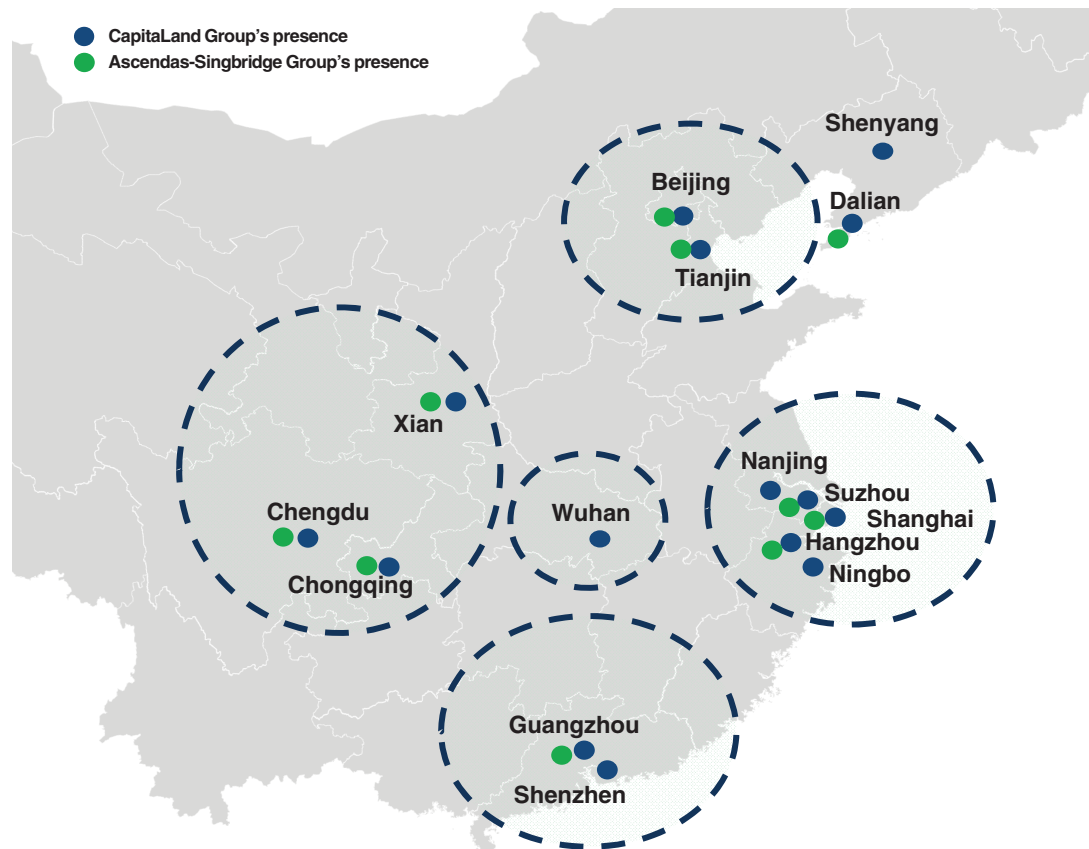 CapitaLand Group's presence
Ascendas-Singbridge Group's presence
Shenyang
Beijing
Dalian
Tianjin
Xian
Nanjing
Suzhou
Chengdu
Wuhan
Shanghai
Hangzhou
Chongqing
Ningbo
Guangzhou
Shenzhen